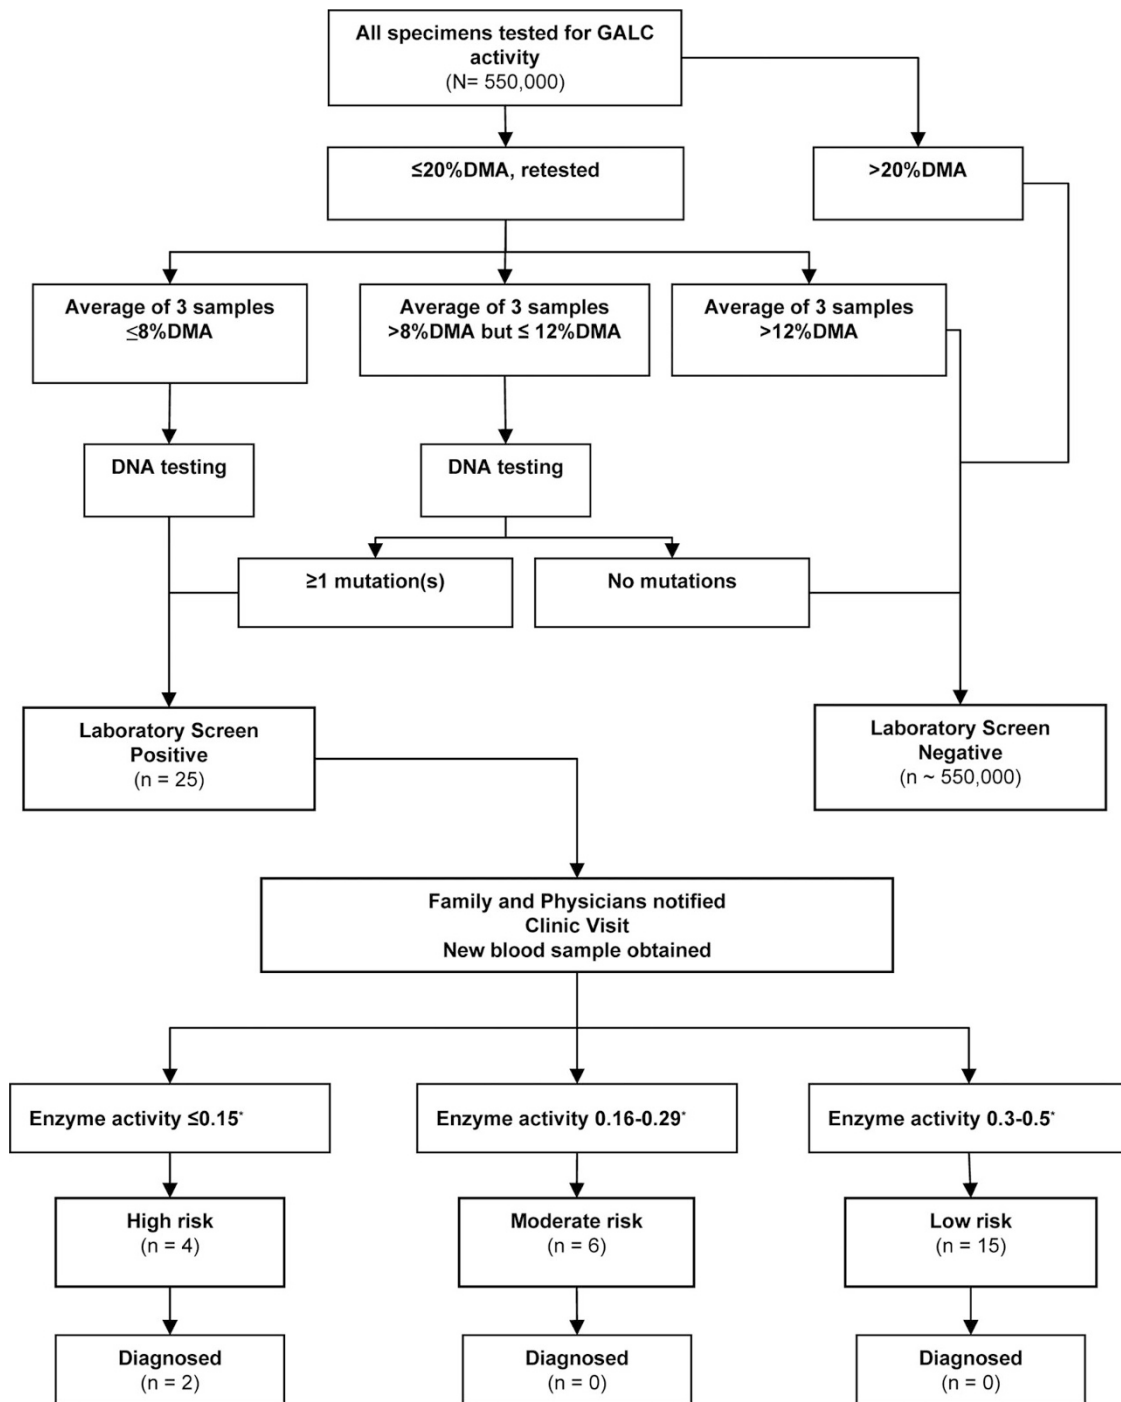 All specimens tested for GALC
activity
(N= 550,000)
≤20%DMA, retested
>20%DMA
Average of 3 samples
≤8%DMA
Average of 3 samples
>8%DMA but ≤ 12%DMA
Average of 3 samples
>12%DMA
DNA testing
DNA testing
≥1 mutation(s)
No mutations
Laboratory Screen
Positive
(n = 25)
Laboratory Screen
Negative
(n ~ 550,000)
Family and Physicians notified
Clinic Visit
New blood sample obtained
Enzyme activity ≤0.15*
Enzyme activity 0.16-0.29*
Enzyme activity 0.3-0.5*
High risk
(n = 4)
Moderate risk
(n = 6)
Low risk
(n = 15)
Diagnosed
(n = 2)
Diagnosed
(n = 0)
Diagnosed
(n = 0)